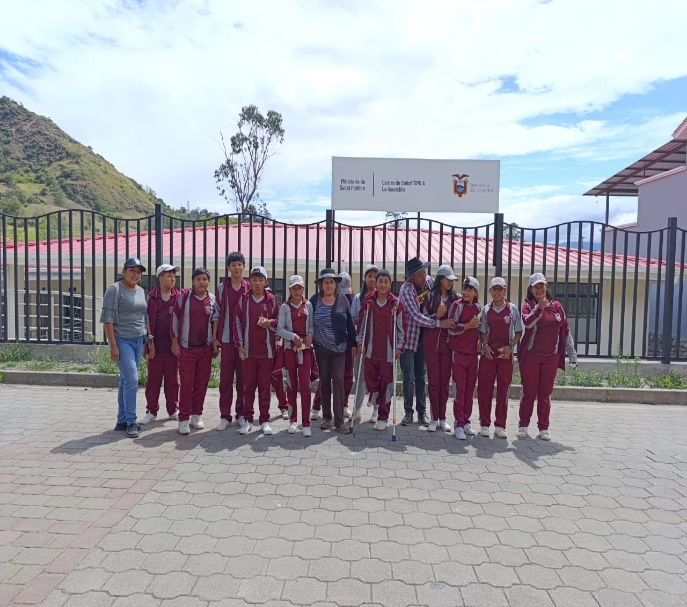 Ministerio de
Salud Pública
Centro de Salud TIPO A
La Asunción